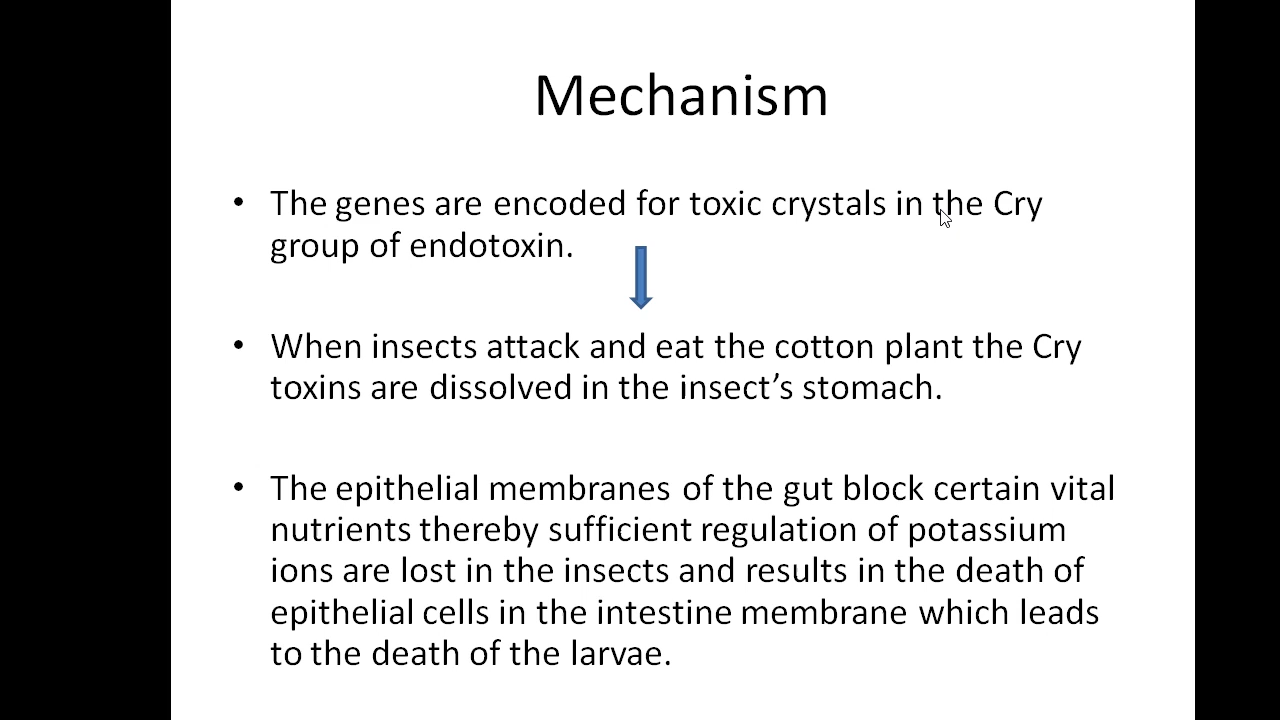 Mechanism
• The genes are encoded for toxic crystals in the Cry
group of endotoxin.
• When insects attack and eat the cotton plant the Cry
toxins are dissolved in the insect’s stomach.
• The epithelial membranes of the gut block certain vital
nutrients thereby sufficient regulation of potassium
ions are lost in the insects and results in the death of
epithelial cells in the intestine membrane which leads
to the death of the larvae.